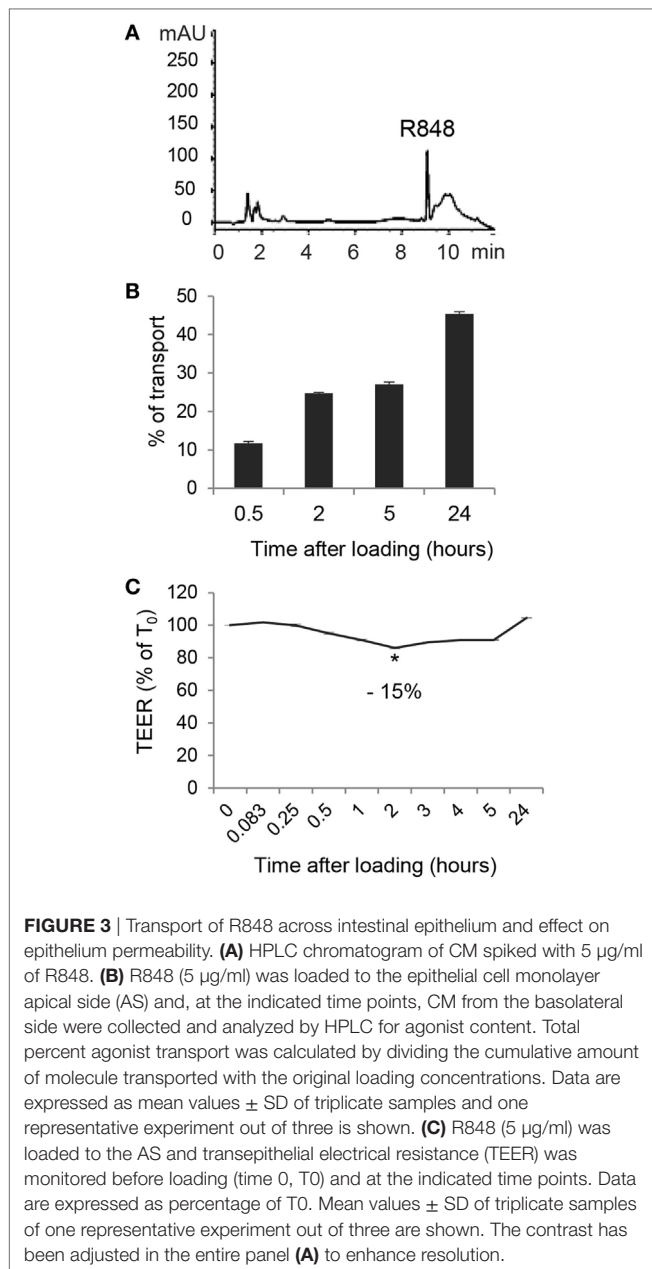 A mAU
250
200
150
100
50
0
R848
0 2 4 6 8 10 min
B
50
40
30
20
10
0
% of transport
0.5 2 5 24
Time after loading (hours)
C
120
100
80
60
40
20
0
TEER (% of T0)
*
- 15%
0 0.083 0.25 0.5 1 2 3 4 5 24
Time after loading (hours)
FIGURE 3 | Transport of R848 across intestinal epithelium and effect on
epithelium permeability. (A) HPLC chromatogram of CM spiked with 5 µg/ml
of R848. (B) R848 (5 µg/ml) was loaded to the epithelial cell monolayer
apical side (AS) and, at the indicated time points, CM from the basolateral
side were collected and analyzed by HPLC for agonist content. Total
percent agonist transport was calculated by dividing the cumulative amount
of molecule transported with the original loading concentrations. Data are
expressed as mean values ± SD of triplicate samples and one
representative experiment out of three is shown. (C) R848 (5 µg/ml) was
loaded to the AS and transepithelial electrical resistance (TEER) was
monitored before loading (time 0, T0) and at the indicated time points. Data
are expressed as percentage of T0. Mean values ± SD of triplicate samples
of one representative experiment out of three are shown. The contrast has
been adjusted in the entire panel (A) to enhance resolution.